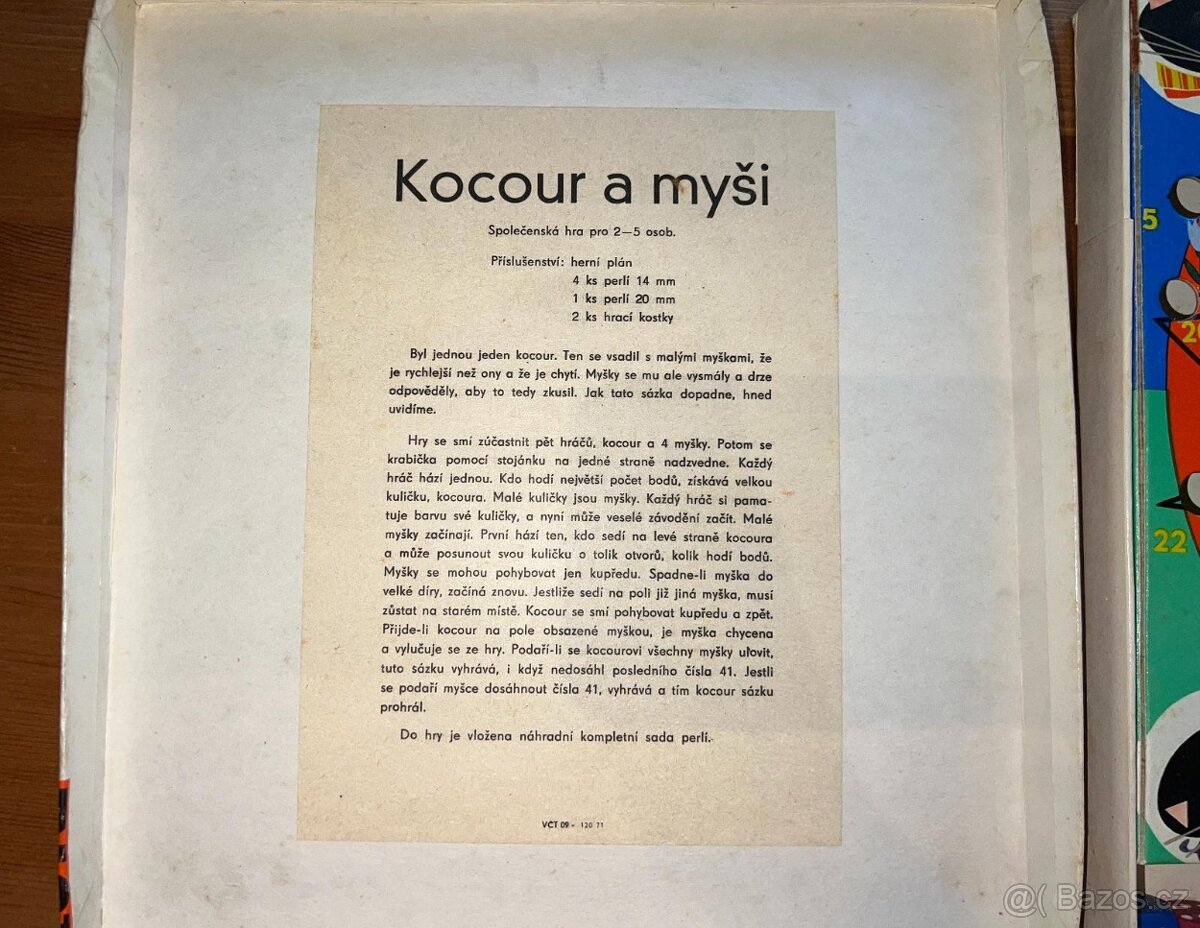 Kocour a myši
Společenská hra pro 2—5 osob.
Příslušenství: herní plán
4 ks perlí 14 mm
1 ks perlí 20 mm
2 ks hrací kostky
Byl jednou jeden kocour. Ten se vsadil s malými myškami, že
je rychlejší než ony a že je chytí. Myšky se mu ale vysmály a drze
odpověděly, aby to tedy zkusil. Jak tato sázka dopadne, hned
uvidíme.
Hry se smí zúčastnit pět hráčů, kocour a 4 myšky. Potom se
krabička pomocí stojánku na jedné straně nadzvedne. Každý
hráč hází jednou. Kdo hodí největší počet bodů, získává velkou
kuličku, kocoura. Malé kuličky jsou myšky. Každý hráč si pama-
tuje barvu své kuličky, a nyní může veselé závodění začít. Malé
myšky začínají. První hází ten, kdo sedí na levé straně kocoura
a může posunout svou kuličku o tolik otvorů, kolik hodí bodů.
Myšky se mohou pohybovat jen kupředu. Spadne-li myška do
velké díry, začíná znovu. Jestliže sedí na poli již jiná myška, musí
zůstat na starém místě. Kocour se smí pohybovat kupředu a zpět.
Přijde-li kocour na pole obsazené myškou, je myška chycena
a vylučuje se ze hry. Podaří-li se kocourovi všechny myšky ulovit,
tuto sázku vyhrává, i když nedosáhl posledního čísla 41. Jestli
se podaří myšce dosáhnout čísla 41, vyhrává a tím kocour sázku
prohrál.
Do hry je vložena náhradní kompletní sada perlí.
VČT 09 - 120 71
5
22
@( Bazos.cz